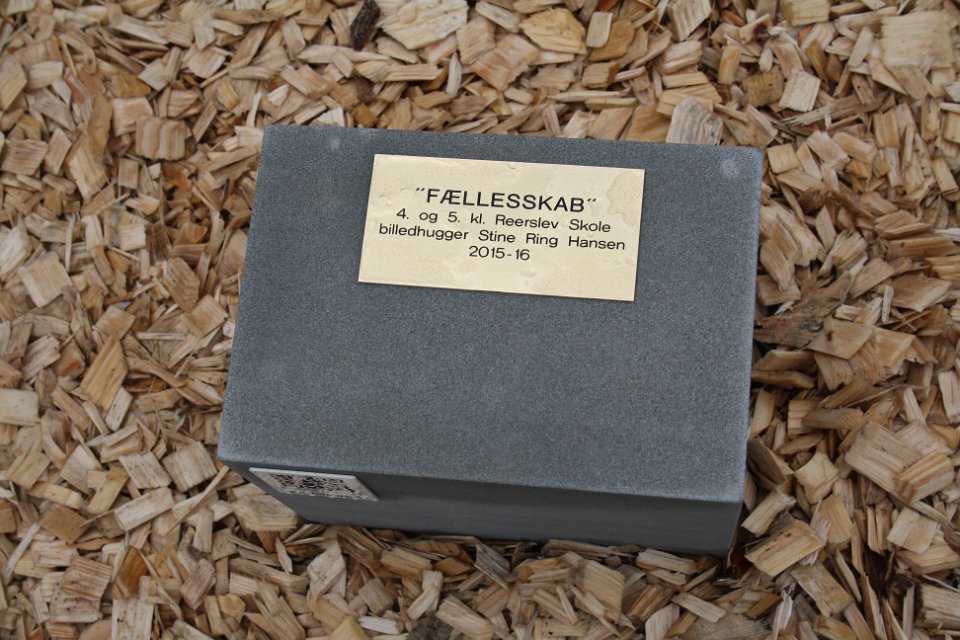 "FÆLLESSKAB"
4. og 5. kl. Reerslev Skole
billedhugger Stine Ring Hansen
2015-16